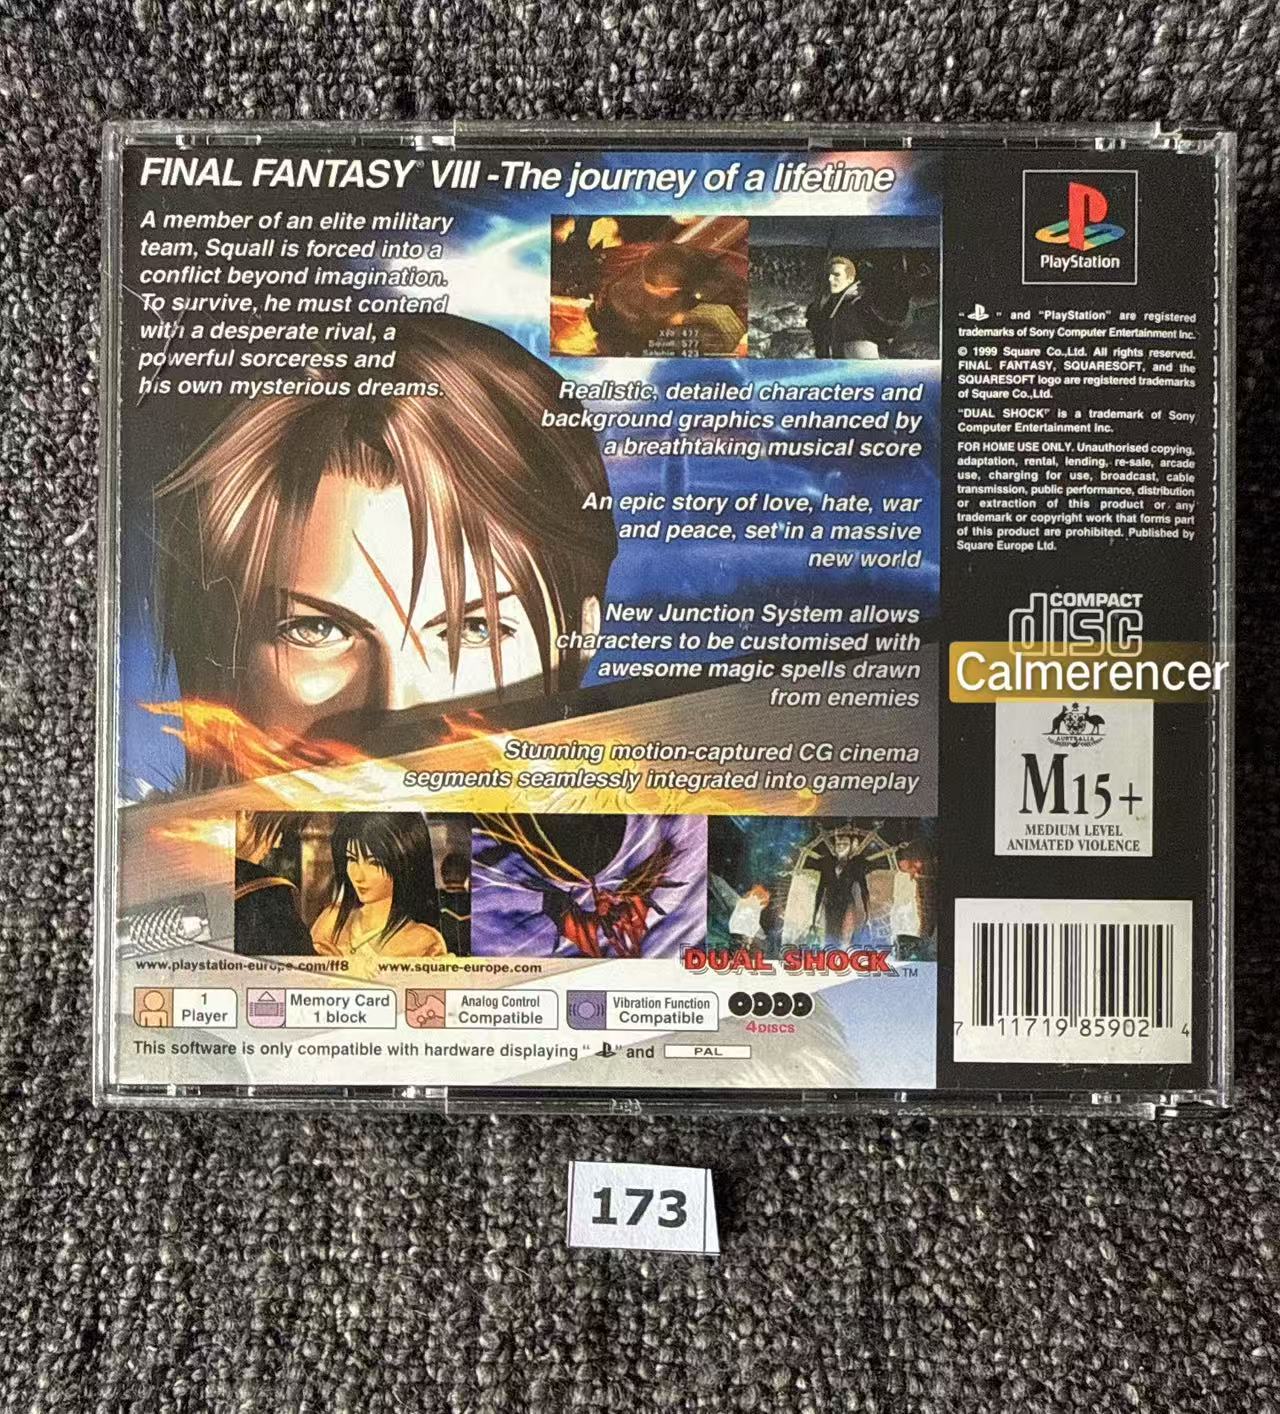 FINAL FANTASY® VIII -The journey of a lifetime
A member of an elite military
team, Squall is forced into a
conflict beyond imagination.
To survive, he must contend
with a desperate rival, a
powerful sorceress and
his own mysterious dreams.
Squall 577
Selphie 423
Realistic, detailed characters and
background graphics enhanced by
a breathtaking musical score
An epic story of love, hate, war
and peace, set in a massive
new world
New Junction System allows
characters to be customised with
awesome magic spells drawn
from enemies
Stunning motion-captured CG cinema
segments seamlessly integrated into gameplay
DUAL SHOCK™
www.playstation-europe.com/ff8 www.square-europe.com
1
Player
Memory Card
1 block
Analog Control
Compatible
Vibration Function
Compatible
4 DISCS
This software is only compatible with hardware displaying " " and PAL
PlayStation
" " and "PlayStation" are registered
trademarks of Sony Computer Entertainment Inc.
© 1999 Square Co.,Ltd. All rights reserved.
FINAL FANTASY, SQUARESOFT, and the
SQUARESOFT logo are registered trademarks
of Square Co.,Ltd.
"DUAL SHOCK" is a trademark of Sony
Computer Entertainment Inc.
FOR HOME USE ONLY. Unauthorised copying,
adaptation, rental, lending, re-sale, arcade
use, charging for use, broadcast, cable
transmission, public performance, distribution
or extraction of this product or any
trademark or copyright work that forms part
of this product are prohibited. Published by
Square Europe Ltd.
COMPACT
disc
Calmerencer
AUSTRALIA
M15+
MEDIUM LEVEL
ANIMATED VIOLENCE
7 11719 85902 4
173